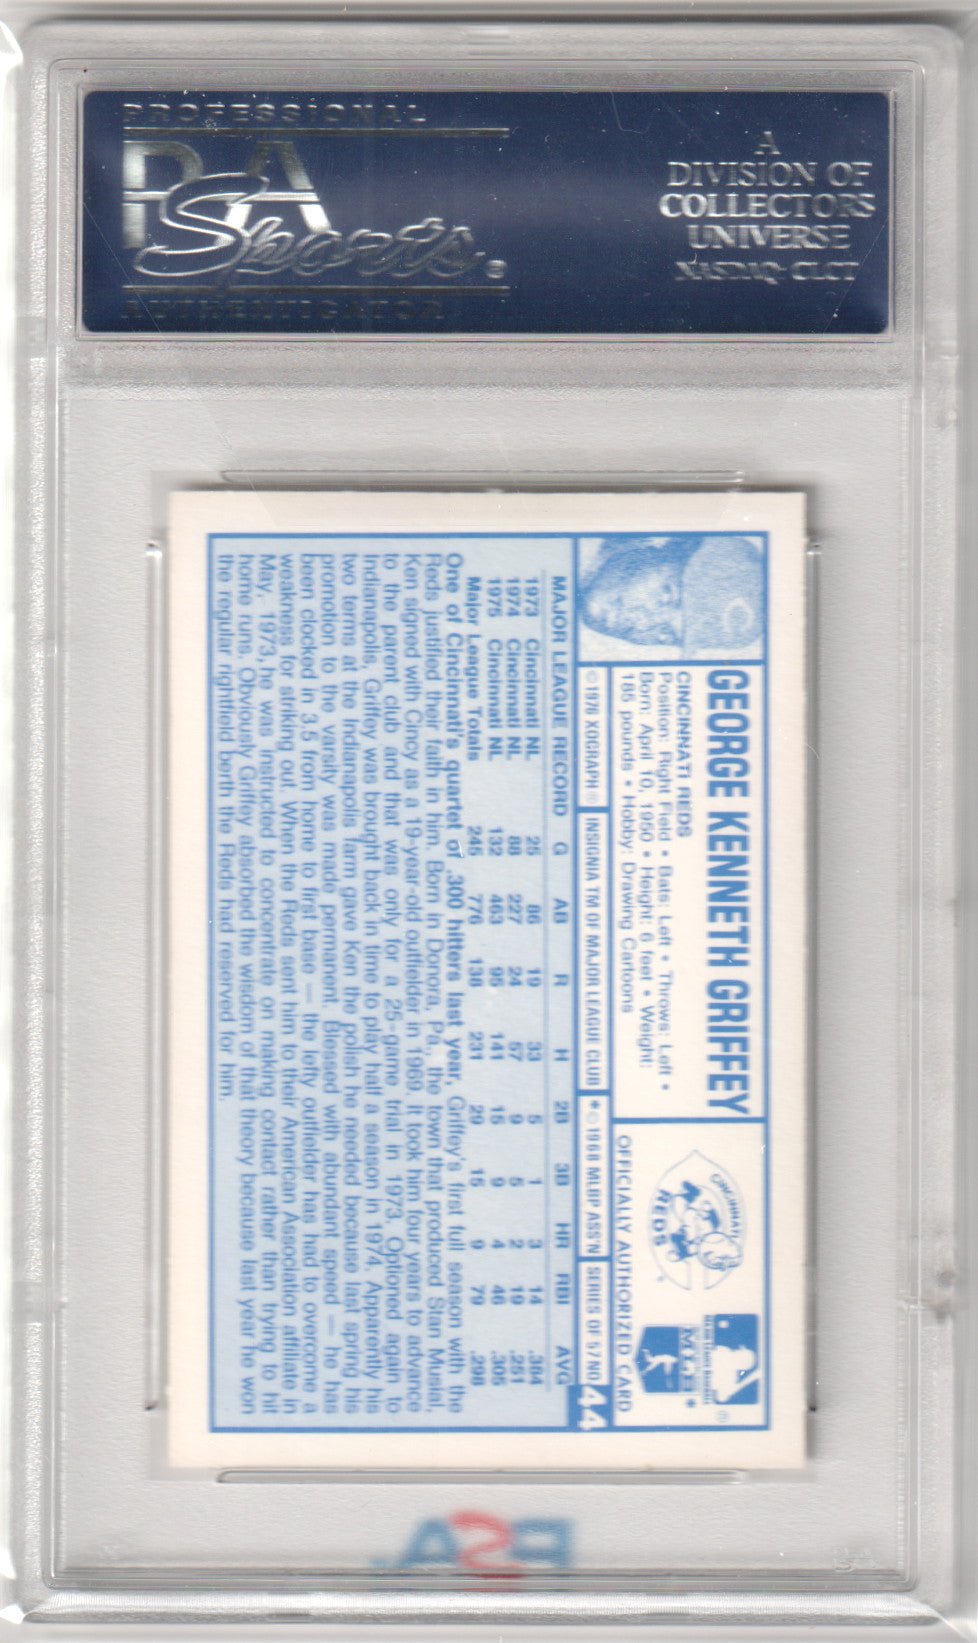 PROFESSIONAL
PSA
Sports®
AUTHENTICATOR
A
DIVISION OF
COLLECTORS
UNIVERSE
NASDAQ: CLCT
GEORGE KENNETH GRIFFEY
CINCINNATI REDS
Position: Right Field • Bats: Left • Throws: Left •
Born: April 10, 1950 • Height: 6 feet • Weight:
185 pounds • Hobby: Drawing Cartoons
CINCINNATI
REDS
®
MLBP*
OFFICIALLY AUTHORIZED CARD
© 1976 XOGRAPH® INSIGNIA TM OF MAJOR LEAGUE CLUB * © 1968 MLBP ASS'N SERIES OF 57/NO. 44
MAJOR LEAGUE RECORD G AB R H 2B 3B HR RBI AVG
1973 Cincinnati NL 25 86 19 33 5 1 3 14 .384
1974 Cincinnati NL 88 227 24 57 9 5 2 19 .251
1975 Cincinnati NL 132 463 95 141 15 9 4 46 .305
Major League Totals 245 776 138 231 29 15 9 79 .298
One of Cincinnati's quartet of .300 hitters last year, Griffey's first full season with the
Reds justified their faith in him. Born in Donora, Pa., the town that produced Stan Musial,
Ken signed with Cincy as a 19-year-old outfielder in 1969. It took him four years to advance
to the parent club and that was only for a 25-game trial in 1973. Optioned again to
Indianapolis, Griffey was brought back in time to play half a season in 1974. Apparently his
two terms at the Indianapolis farm gave Ken the polish he needed because last spring his
promotion to the varsity was made permanent. Blessed with abundant speed — he has
been clocked in 3.5 from home to first base — the lefty outfielder has had to overcome a
weakness for striking out. When the Reds sent him to their American Association affiliate in
May, 1973, he was instructed to concentrate on making contact rather than trying to hit
home runs. Obviously Griffey absorbed the wisdom of that theory because last year he won
the regular rightfield berth the Reds had reserved for him.
PSA